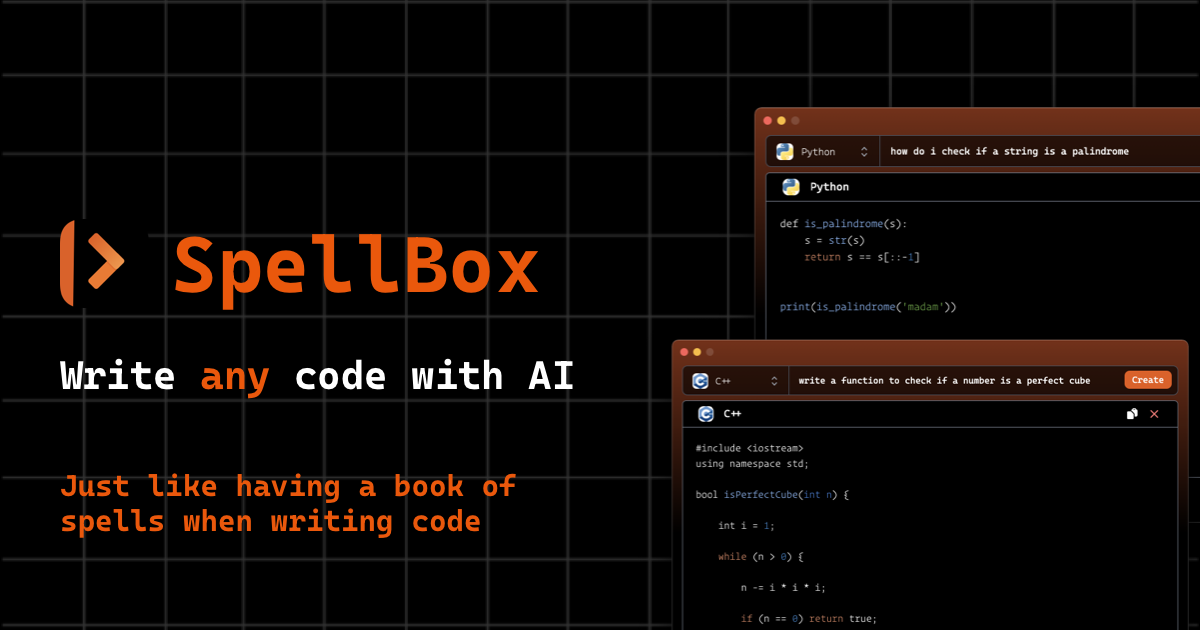 SpellBox
Write any code with AI
Just like having a book of
spells when writing code
Python
how do i check if a string is a palindrome
Python
def is_palindrome(s):
s = str(s)
return s == s[::-1]
print(is_palindrome('madam'))
C++
write a function to check if a number is a perfect cube
Create
C++
#include <iostream>
using namespace std;
bool isPerfectCube(int n) {
int i = 1;
while (n > 0) {
n -= i * i * i;
if (n == 0) return true;